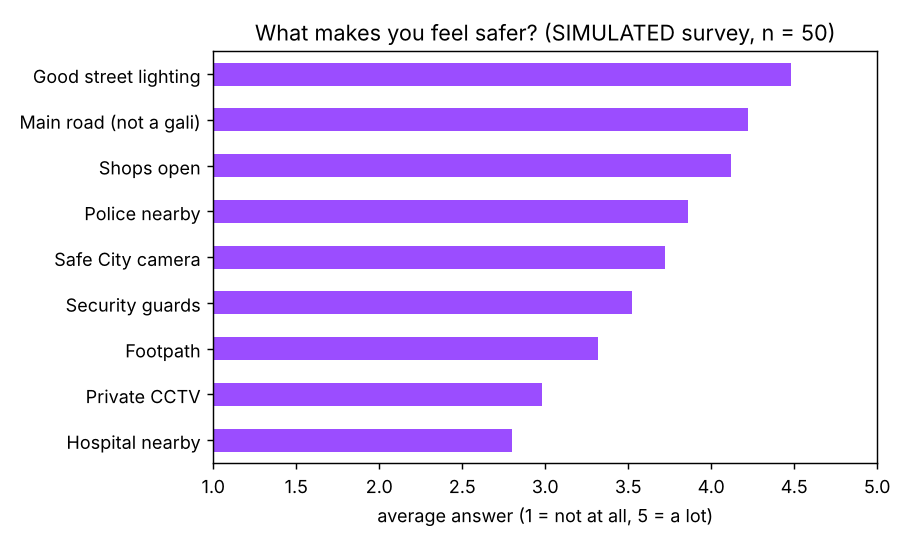 What makes you feel safer? (SIMULATED survey, n = 50)
Good street lighting
Main road (not a gali)
Shops open
Police nearby
Safe City camera
Security guards
Footpath
Private CCTV
Hospital nearby
1.0 1.5 2.0 2.5 3.0 3.5 4.0 4.5 5.0
average answer (1 = not at all, 5 = a lot)